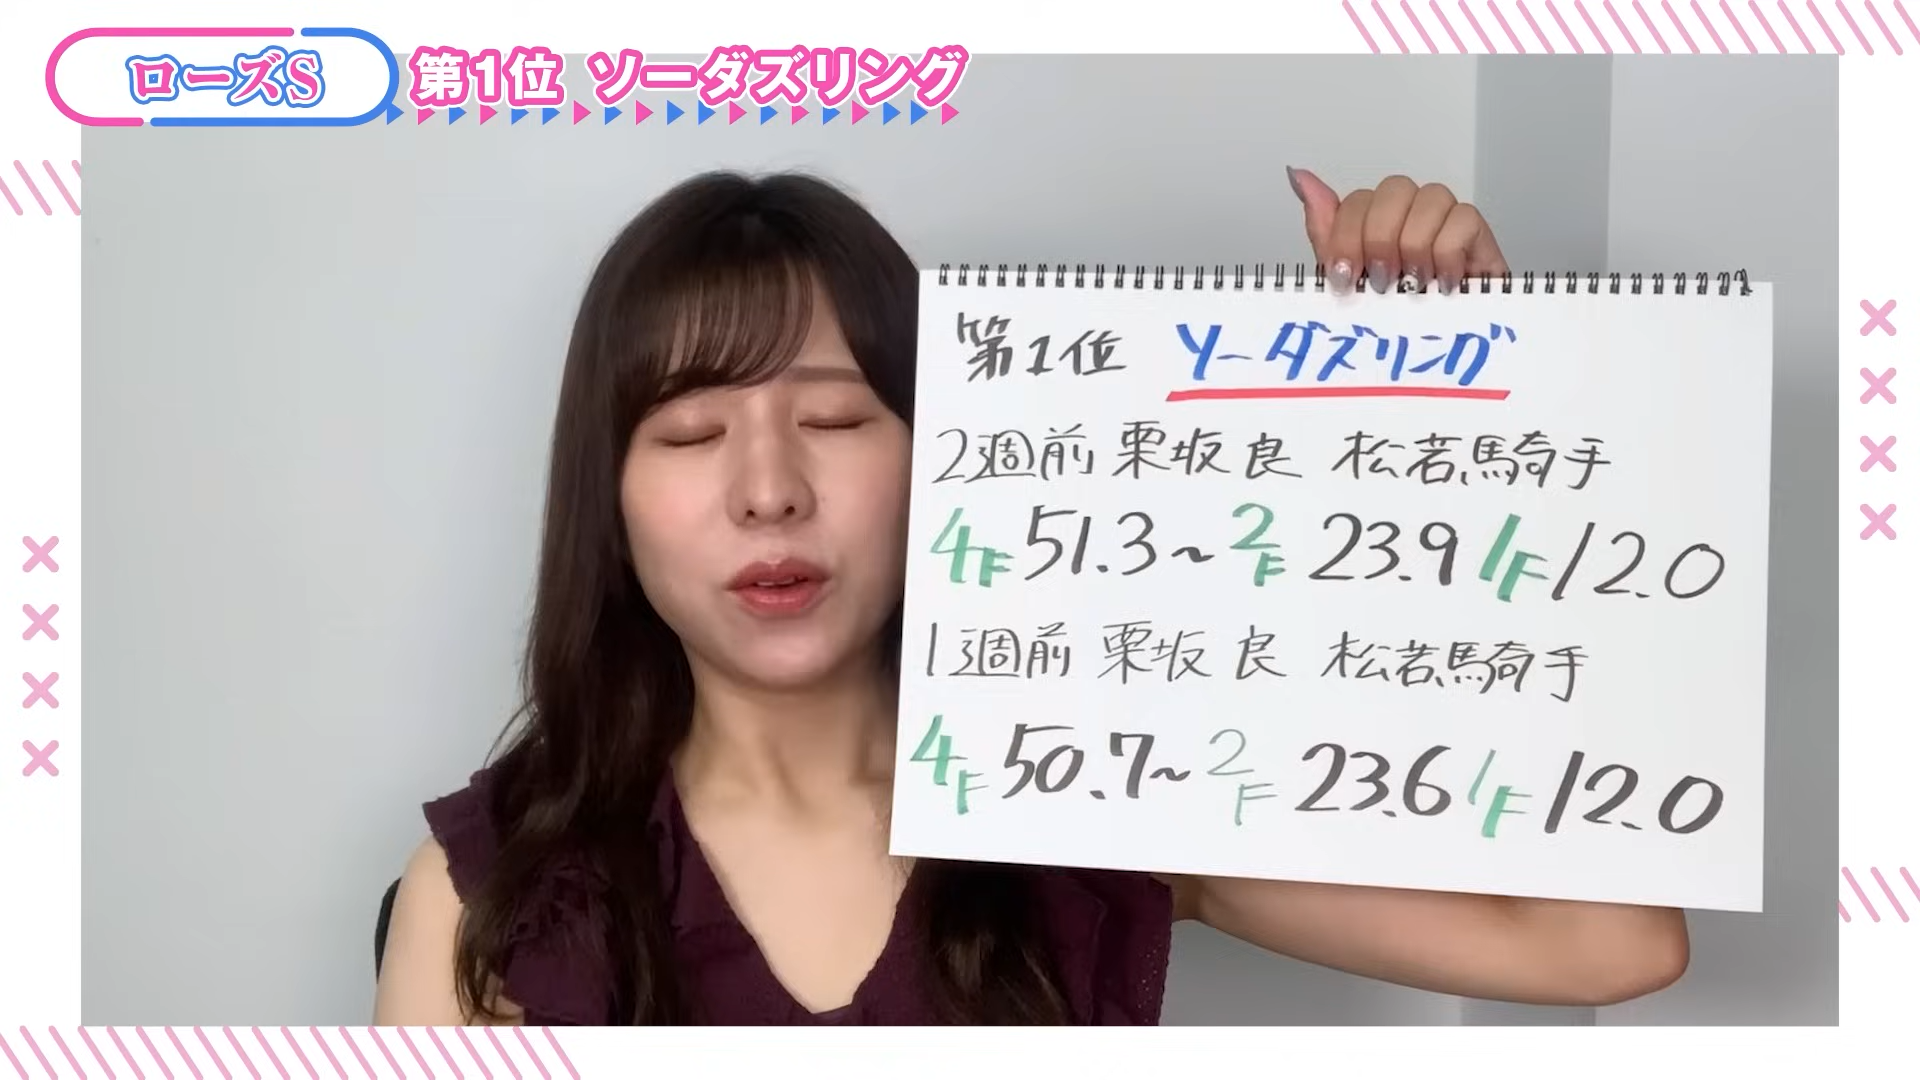 ローズS 第1位 ソーダズリング
第1位 ソーダズリング
2週前 栗坂良 松若騎手
4F 51.3~2F 23.9 1F 12.0
1週前 栗坂良 松若騎手
4F 50.7~2F 23.6 1F 12.0